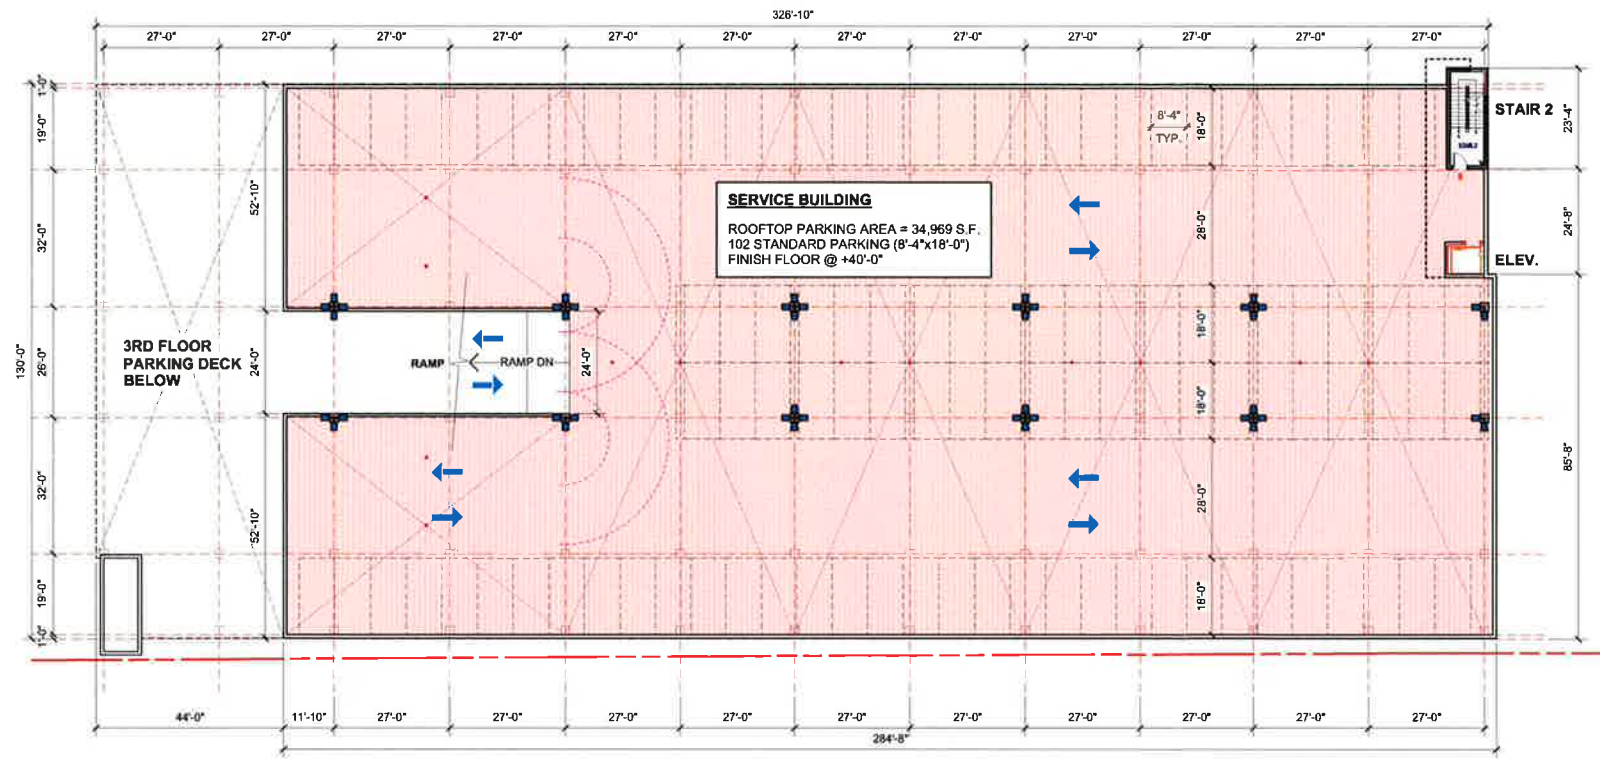 326'-10"
27'-0" 27'-0" 27'-0" 27'-0" 27'-0" 27'-0" 27'-0" 27'-0" 27'-0" 27'-0" 27'-0" 27'-0"
1'-0"
19'-0"
32'-0"
26'-0"
130'-0"
32'-0"
19'-0"
1'-0"
52'-10"
24'-0"
52'-10"
3RD FLOOR
PARKING DECK
BELOW
RAMP
RAMP DN
24'-0"
SERVICE BUILDING
ROOFTOP PARKING AREA = 34,969 S.F.
102 STANDARD PARKING (8'-4"x18'-0")
FINISH FLOOR @ +40'-0"
8'-4"
TYP.
18'-0"
28'-0"
18'-0"
18'-0"
28'-0"
18'-0"
STAIR 2
ELEV.
23'-4"
24'-8"
85'-8"
44'-0" 11'-10" 27'-0" 27'-0" 27'-0" 27'-0" 27'-0" 27'-0" 27'-0" 27'-0" 27'-0" 27'-0"
284'-8"